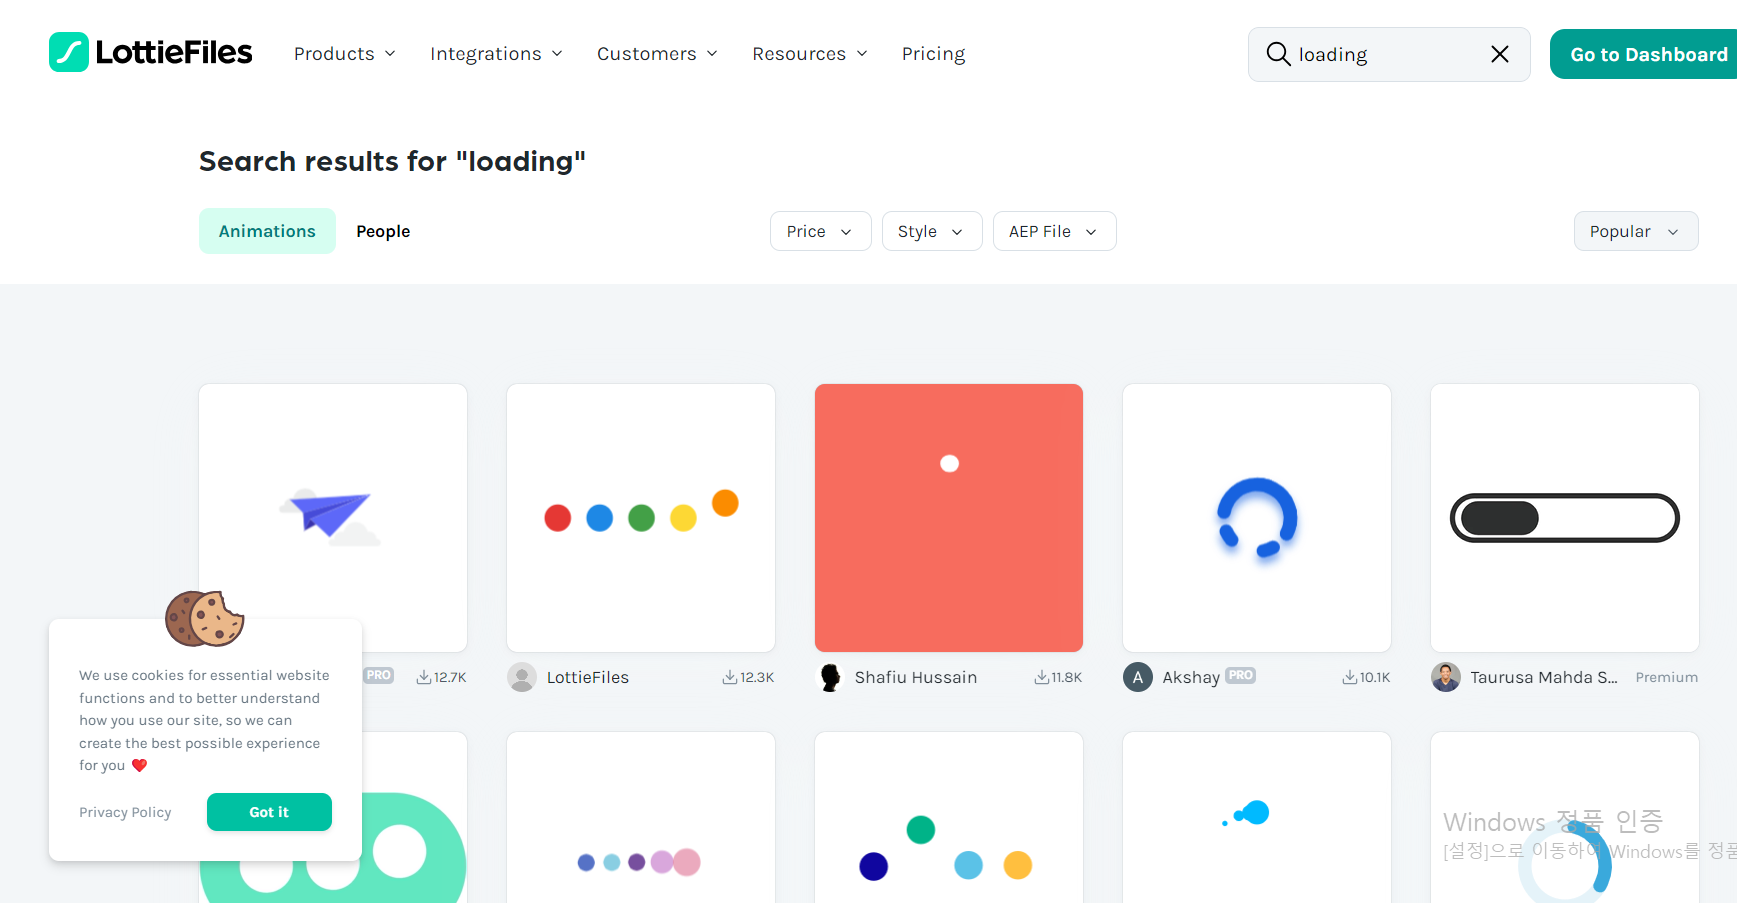 LottieFiles Products Integrations Customers Resources Pricing loading Go to Dashboard
Search results for "loading"
Animations People Price Style AEP File Popular
PRO 12.7K LottieFiles 12.3K Shafiu Hussain 11.8K A Akshay PRO 10.1K Taurusa Mahda S... Premium
We use cookies for essential website
functions and to better understand
how you use our site, so we can
create the best possible experience
for you ❤️
Privacy Policy Got it
Windows 정품 인증
[설정]으로 이동하여 Windows를 정품